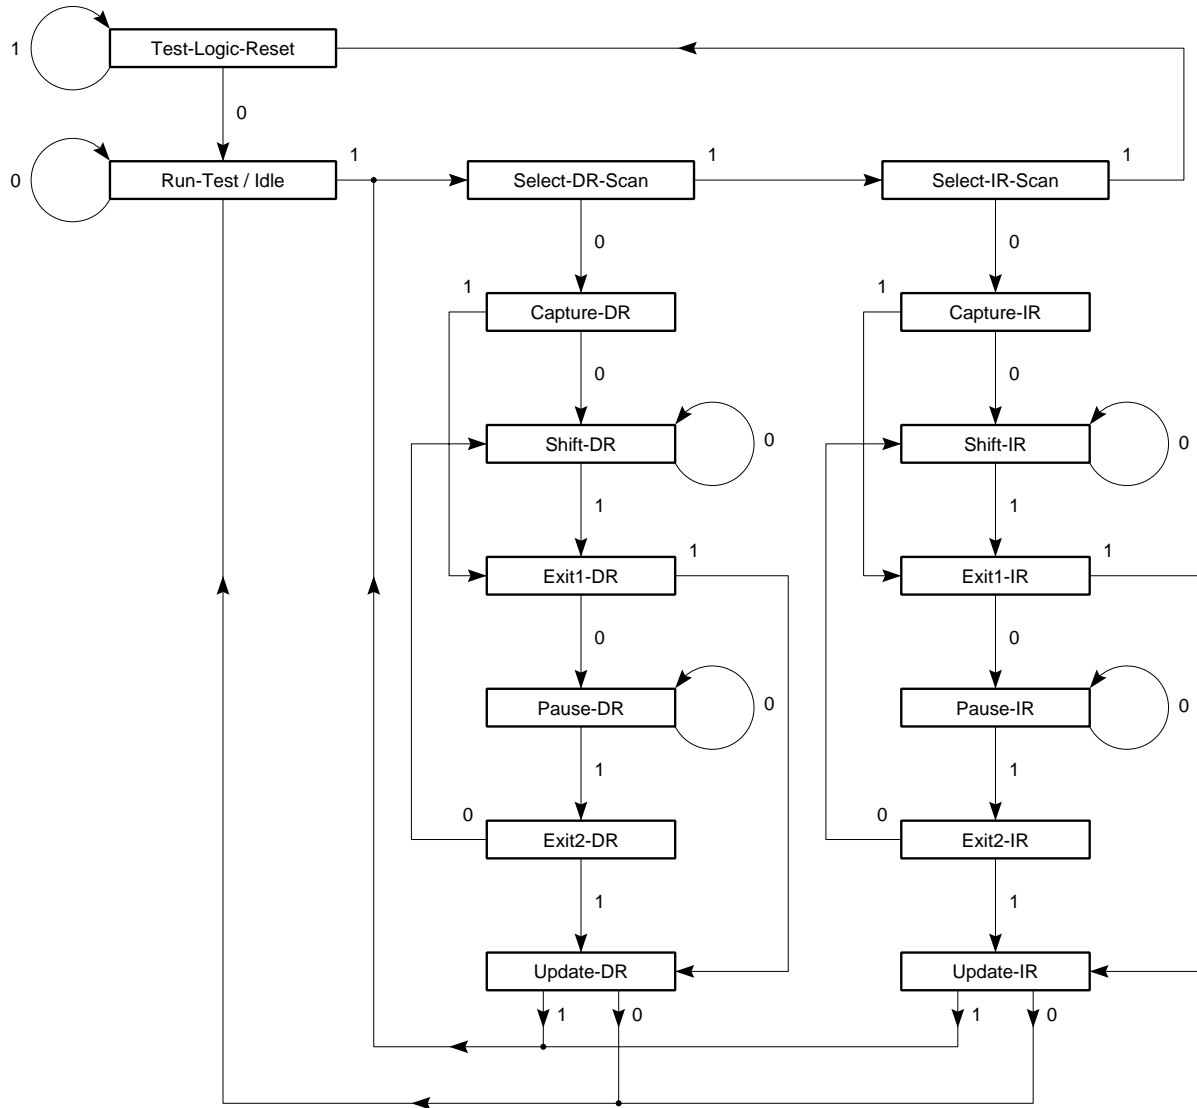 Test-Logic-Reset
1
0
Run-Test / Idle
0
1
Select-DR-Scan
1
Select-IR-Scan
1
0
0
1
Capture-DR
1
Capture-IR
0
0
Shift-DR
0
Shift-IR
0
1
1
Exit1-DR
1
Exit1-IR
1
0
0
Pause-DR
0
Pause-IR
0
1
1
0
Exit2-DR
0
Exit2-IR
1
1
Update-DR
Update-IR
1
0
1
0